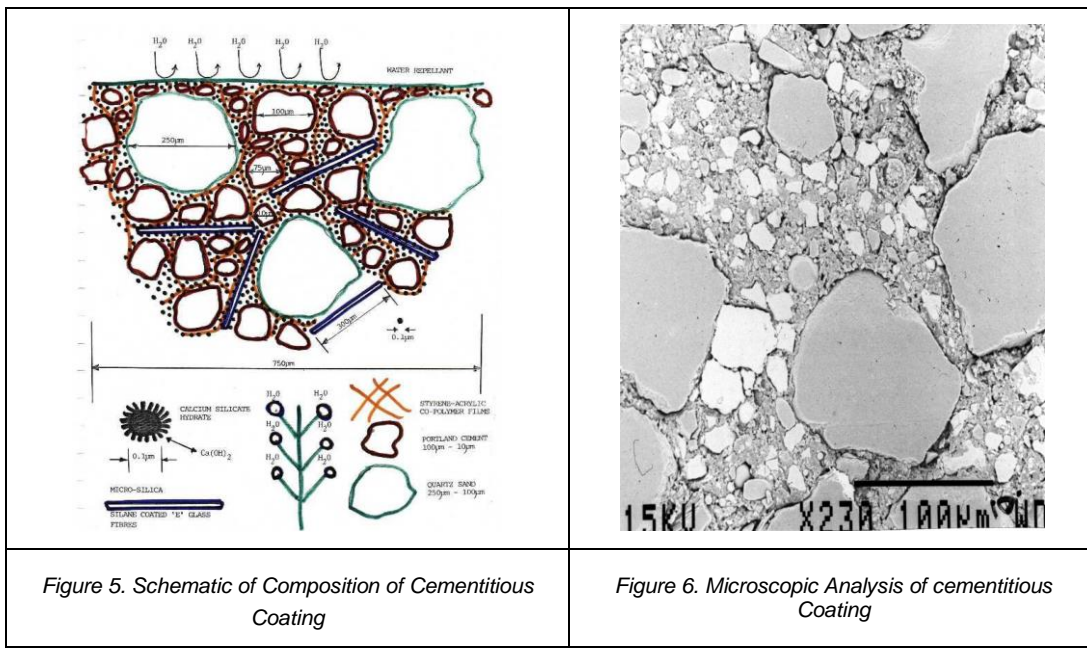 H₂O H₂O H₂O H₂O H₂O
WATER REPELLANT
100µm
250µm
75µm
10µm
300µm
0.1µm
750µm
CALCIUM SILICATE
HYDRATE
Ca(OH)₂
0.1µm
MICRO-SILICA
SILANE COATED 'E' GLASS
FIBRES
H₂O H₂O
H₂O H₂O
H₂O H₂O
STYRENE-ACRYLIC
CO-POLYMER FILMS
PORTLAND CEMENT
100µm - 10µm
QUARTZ SAND
250µm - 100µm
Figure 5. Schematic of Composition of Cementitious
Coating
15KU X230 100µm WD
Figure 6. Microscopic Analysis of cementitious
Coating